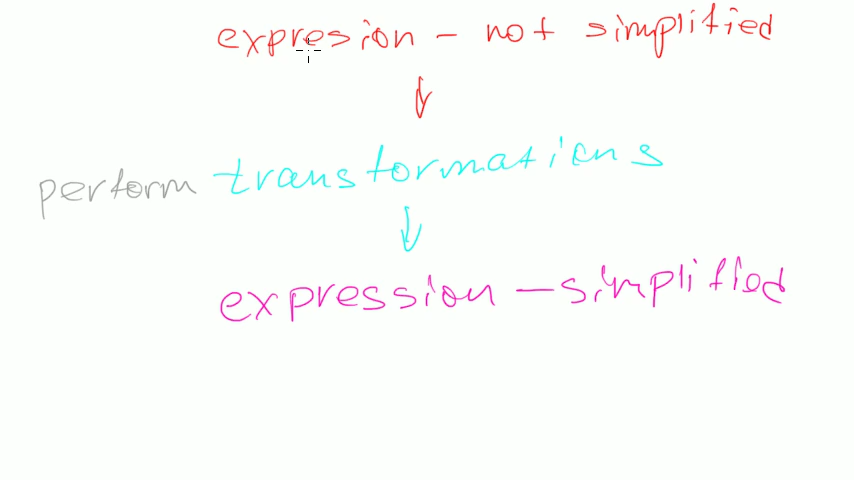 expresion - not simplified
perform transformations
expression - simplified